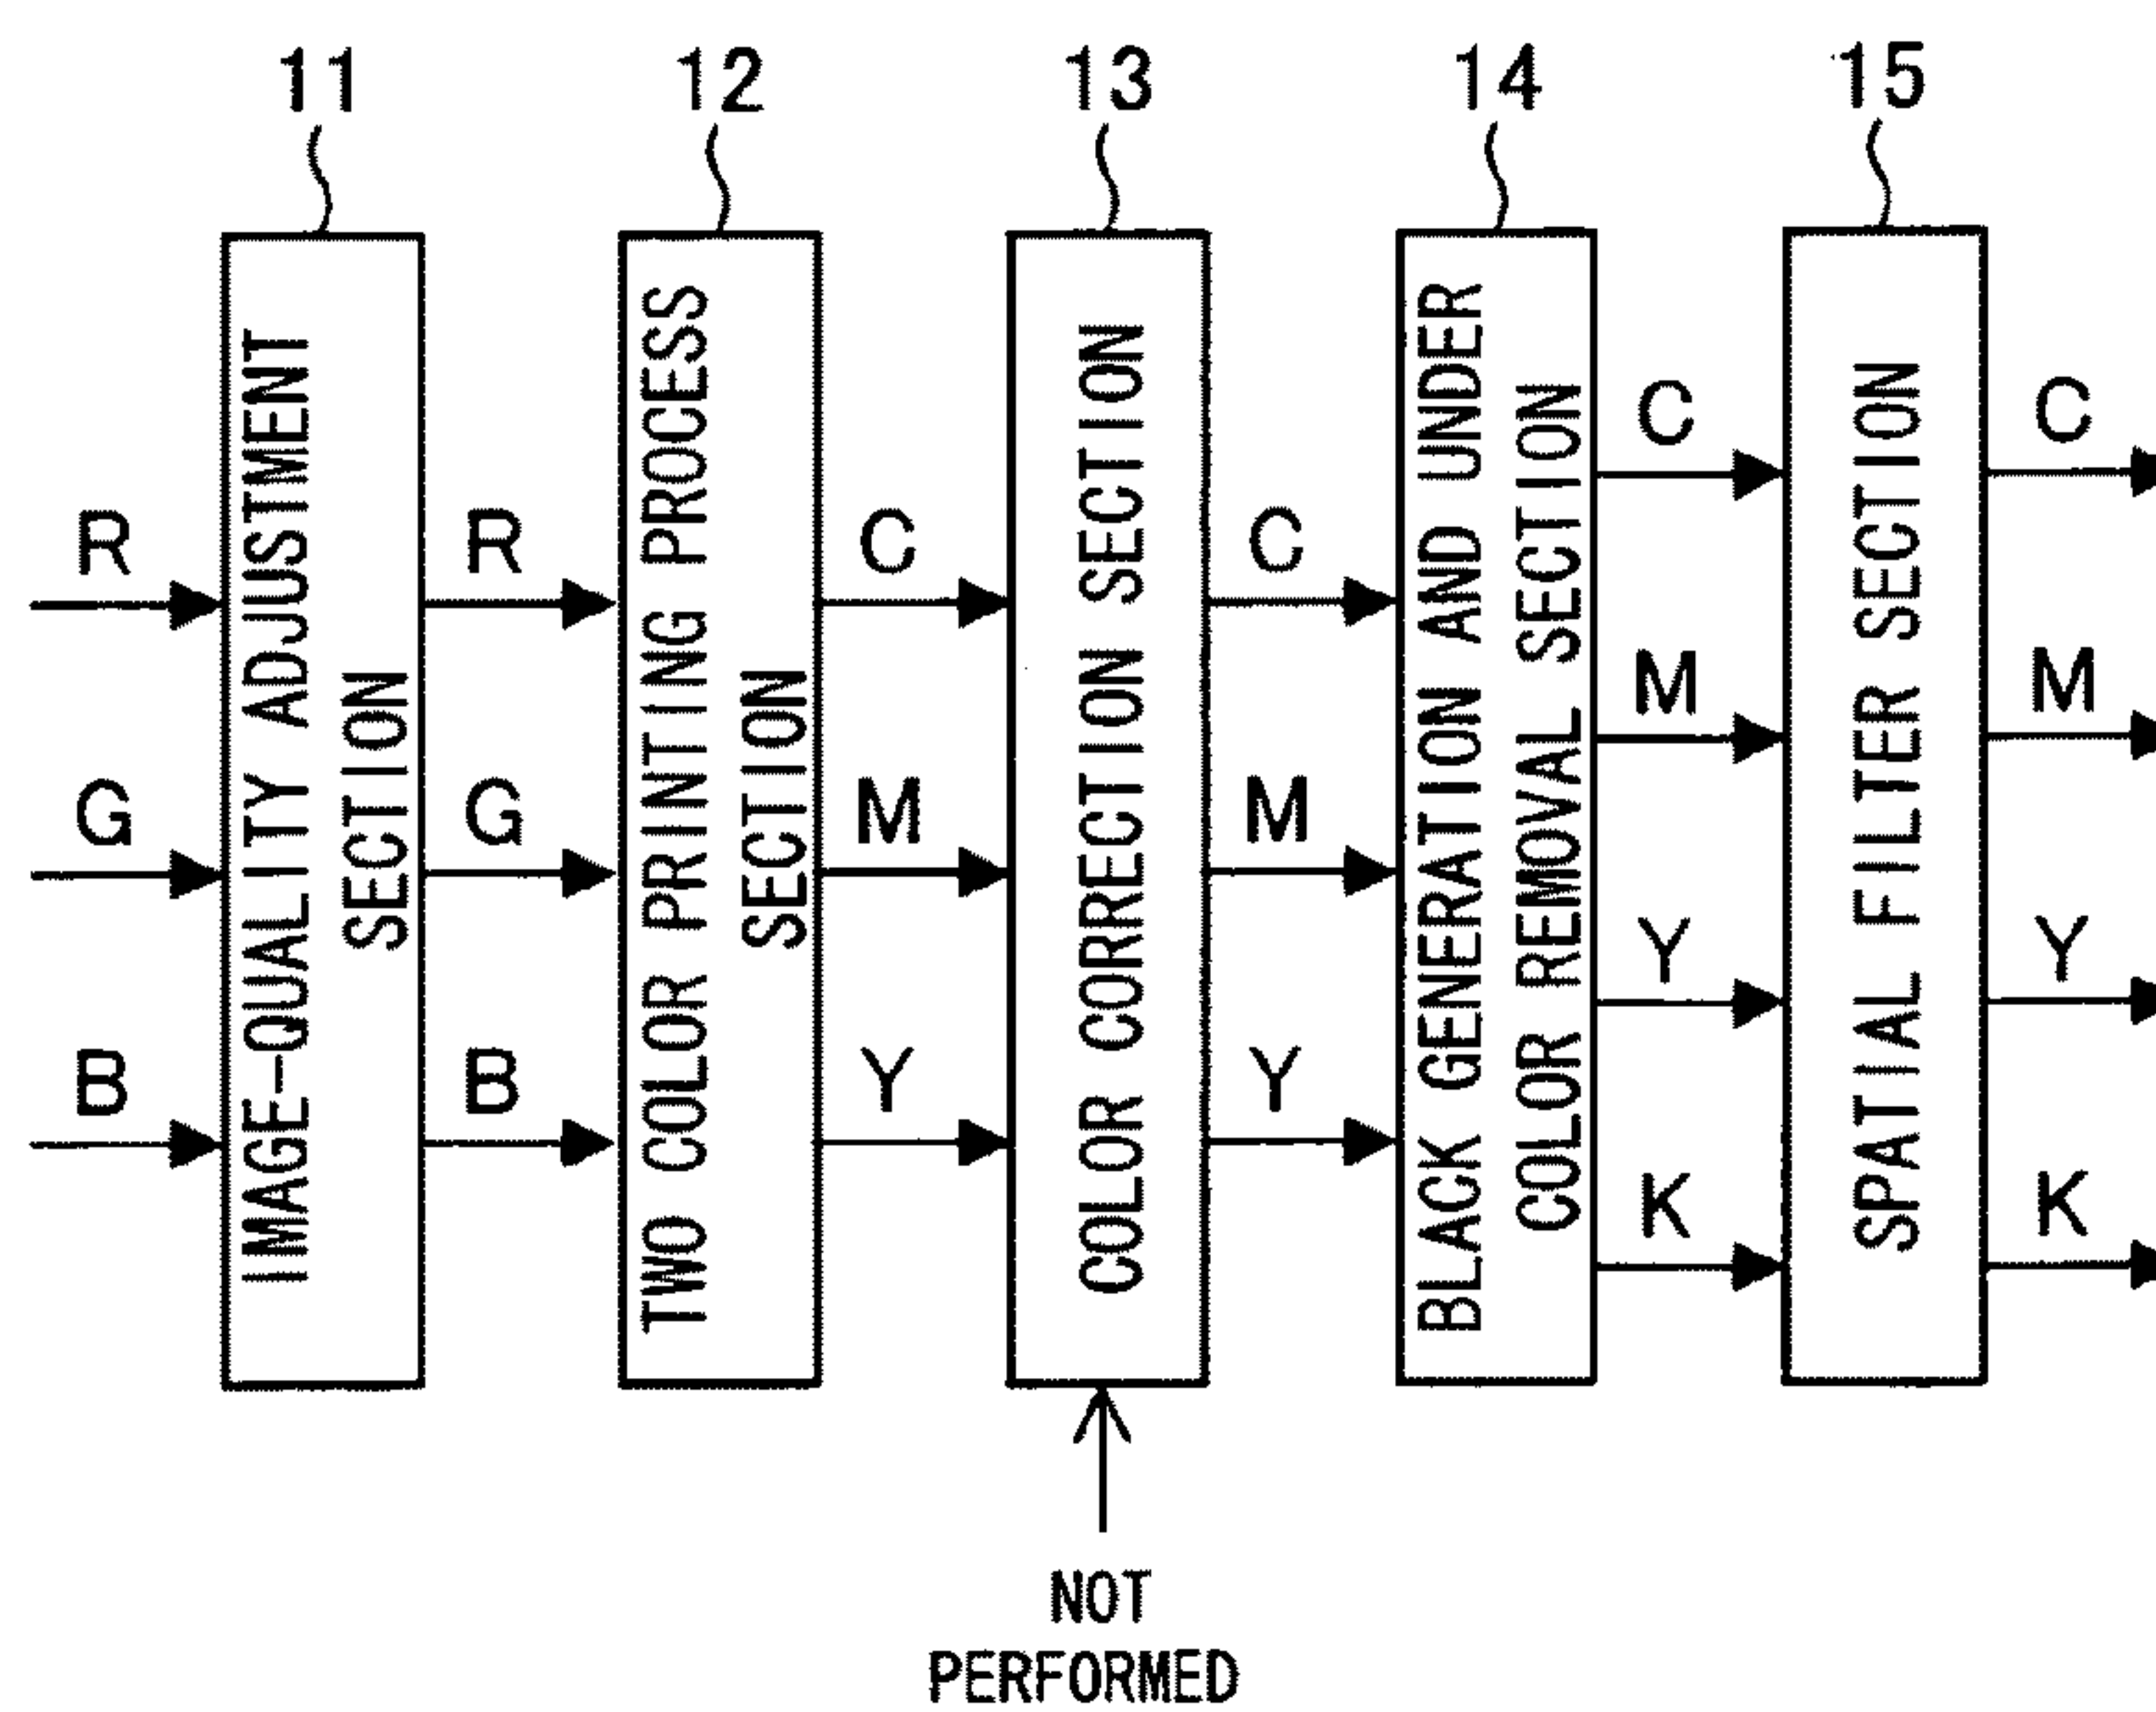 11
12
13
14
15
R
G
B
IMAGE-QUALITY ADJUSTMENT
SECTION
R
G
B
TWO COLOR PRINTING PROCESS
SECTION
C
M
Y
COLOR CORRECTION SECTION
C
M
Y
BLACK GENERATION AND UNDER
COLOR REMOVAL SECTION
C
M
Y
K
SPATIAL FILTER SECTION
C
M
Y
K
NOT
PERFORMED